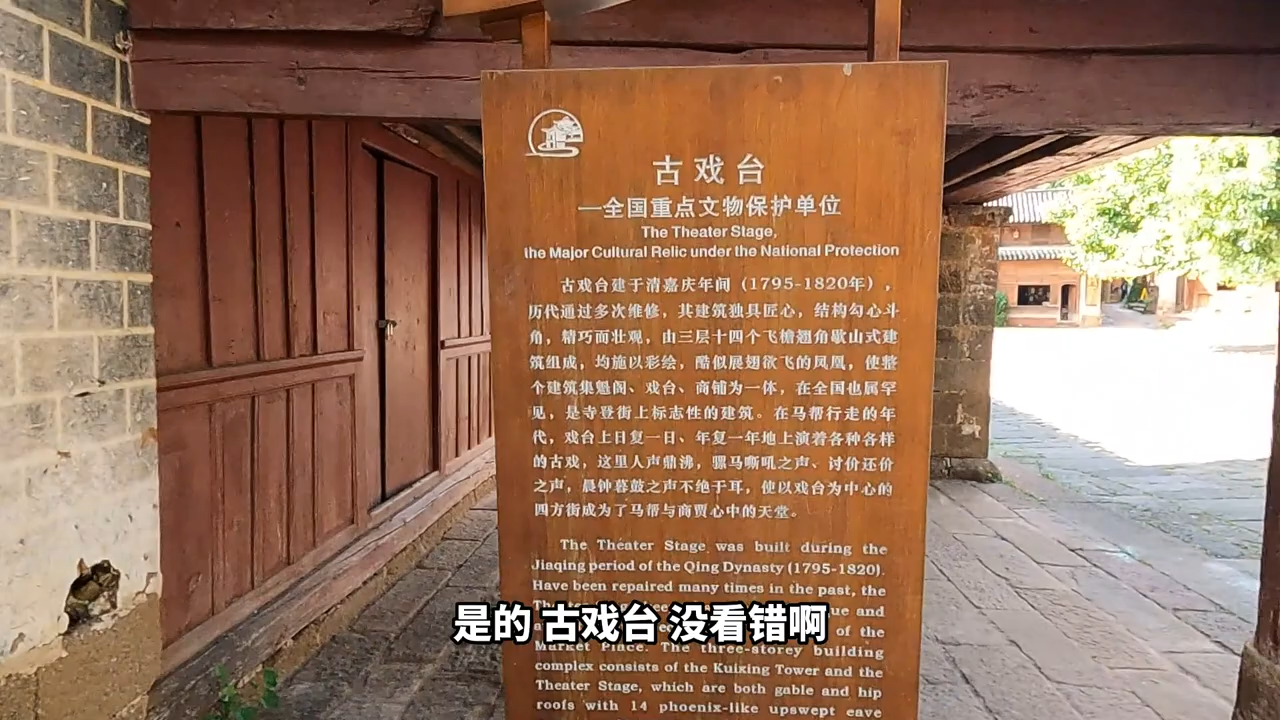 古戏台
—全国重点文物保护单位
The Theater Stage,
the Major Cultural Relic under the National Protection
古戏台建于清嘉庆年间（1795-1820年），
历代通过多次维修，其建筑独具匠心，结构勾心斗
角，精巧而壮观，由三层十四个飞檐翘角歇山式建
筑组成，均施以彩绘，酷似展翅欲飞的凤凰，使整
个建筑集魁阁、戏台、商铺为一体，在全国也属罕
见，是寺登街上标志性的建筑。在马帮行走的年
代，戏台上日复一日、年复一年地上演着各种各样
的古戏，这里人声鼎沸，骡马嘶吼之声、讨价还价
之声，晨钟暮鼓之声不绝于耳，使以戏台为中心的
四方街成为了马帮与商贾心中的天堂。
The Theater Stage was built during the
Jiaqing period of the Qing Dynasty (1795-1820).
Have been repaired many times in the past, the
ue and
of the
Market Place. The three-storey building
complex consists of the Kuixing Tower and the
Theater Stage, which are both gable and hip
roofs with 14 phoenix-like upswept eave
是的 古戏台 没看错啊